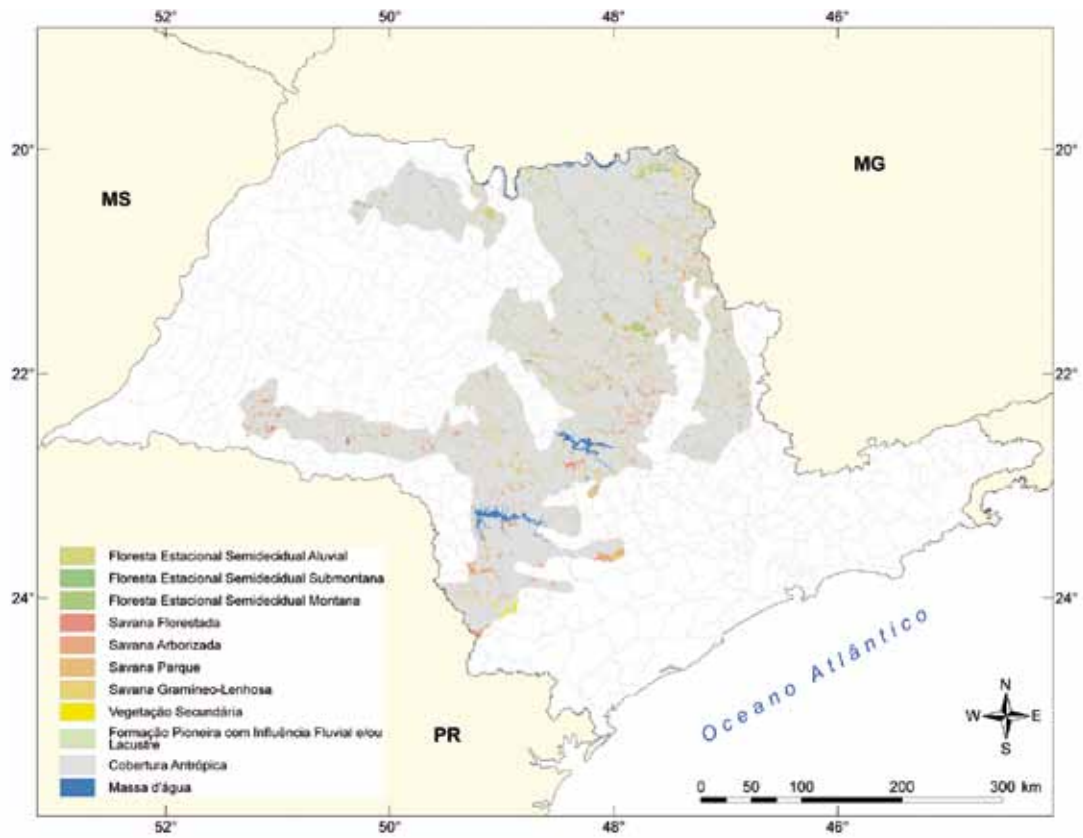 52°
50°
48°
46°
20°
20°
MS
MG
22°
22°
24°
24°
Floresta Estacional Semidecidual Aluvial
Floresta Estacional Semidecidual Submontana
Floresta Estacional Semidecidual Montana
Savana Florestada
Savana Arborizada
Savana Parque
Savana Gramíneo-Lenhosa
Vegetação Secundária
Formação Pioneira com Influência Fluvial e/ou
Lacustre
Cobertura Antrópica
Massa d'água
PR
Oceano Atlântico
N
W E
S
0 50 100 200 300 km
52°
50°
48°
46°